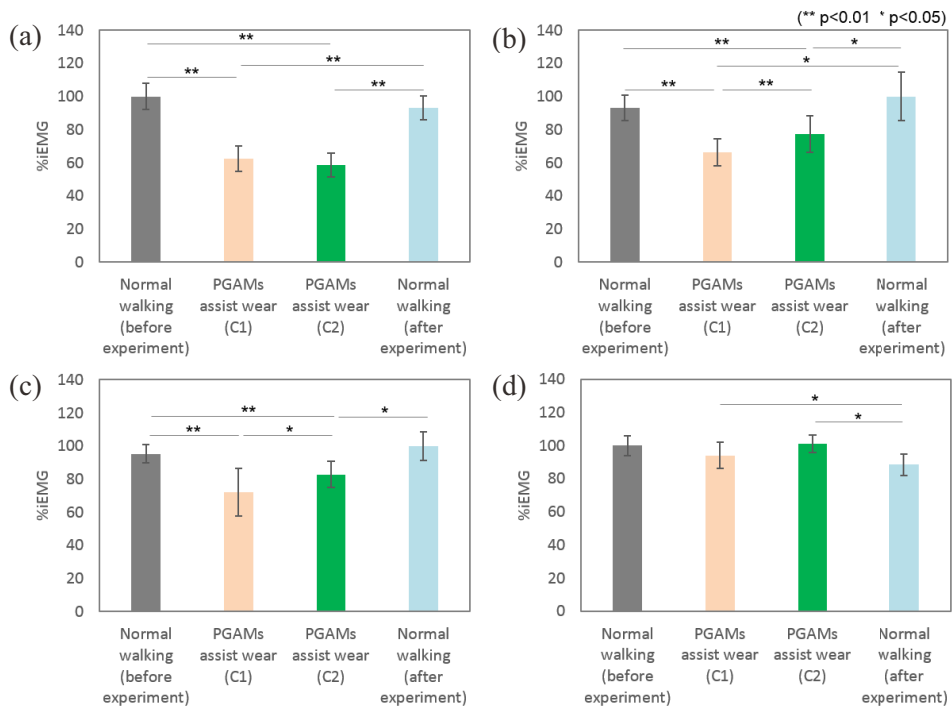 (** p<0.01 * p<0.05)
(a)
140
120
100
80
60
40
20
0
%iEMG
**
**
**
**
Normal walking (before experiment)
PGAMs assist wear (C1)
PGAMs assist wear (C2)
Normal walking (after experiment)
(b)
140
120
100
80
60
40
20
0
%iEMG
**
*
*
**
**
Normal walking (before experiment)
PGAMs assist wear (C1)
PGAMs assist wear (C2)
Normal walking (after experiment)
(c)
140
120
100
80
60
40
20
0
%iEMG
**
*
**
*
Normal walking (before experiment)
PGAMs assist wear (C1)
PGAMs assist wear (C2)
Normal walking (after experiment)
(d)
140
120
100
80
60
40
20
0
%iEMG
*
*
Normal walking (before experiment)
PGAMs assist wear (C1)
PGAMs assist wear (C2)
Normal walking (after experiment)